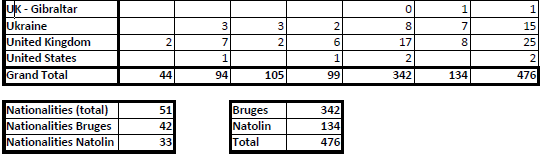 UK - Gibraltar 0 1 1
Ukraine 3 3 2 8 7 15
United Kingdom 2 7 2 6 17 8 25
United States 1 1 2 2
Grand Total 44 94 105 99 342 134 476
Nationalities (total) 51 Bruges 342
Nationalities Bruges 42 Natolin 134
Nationalities Natolin 33 Total 476